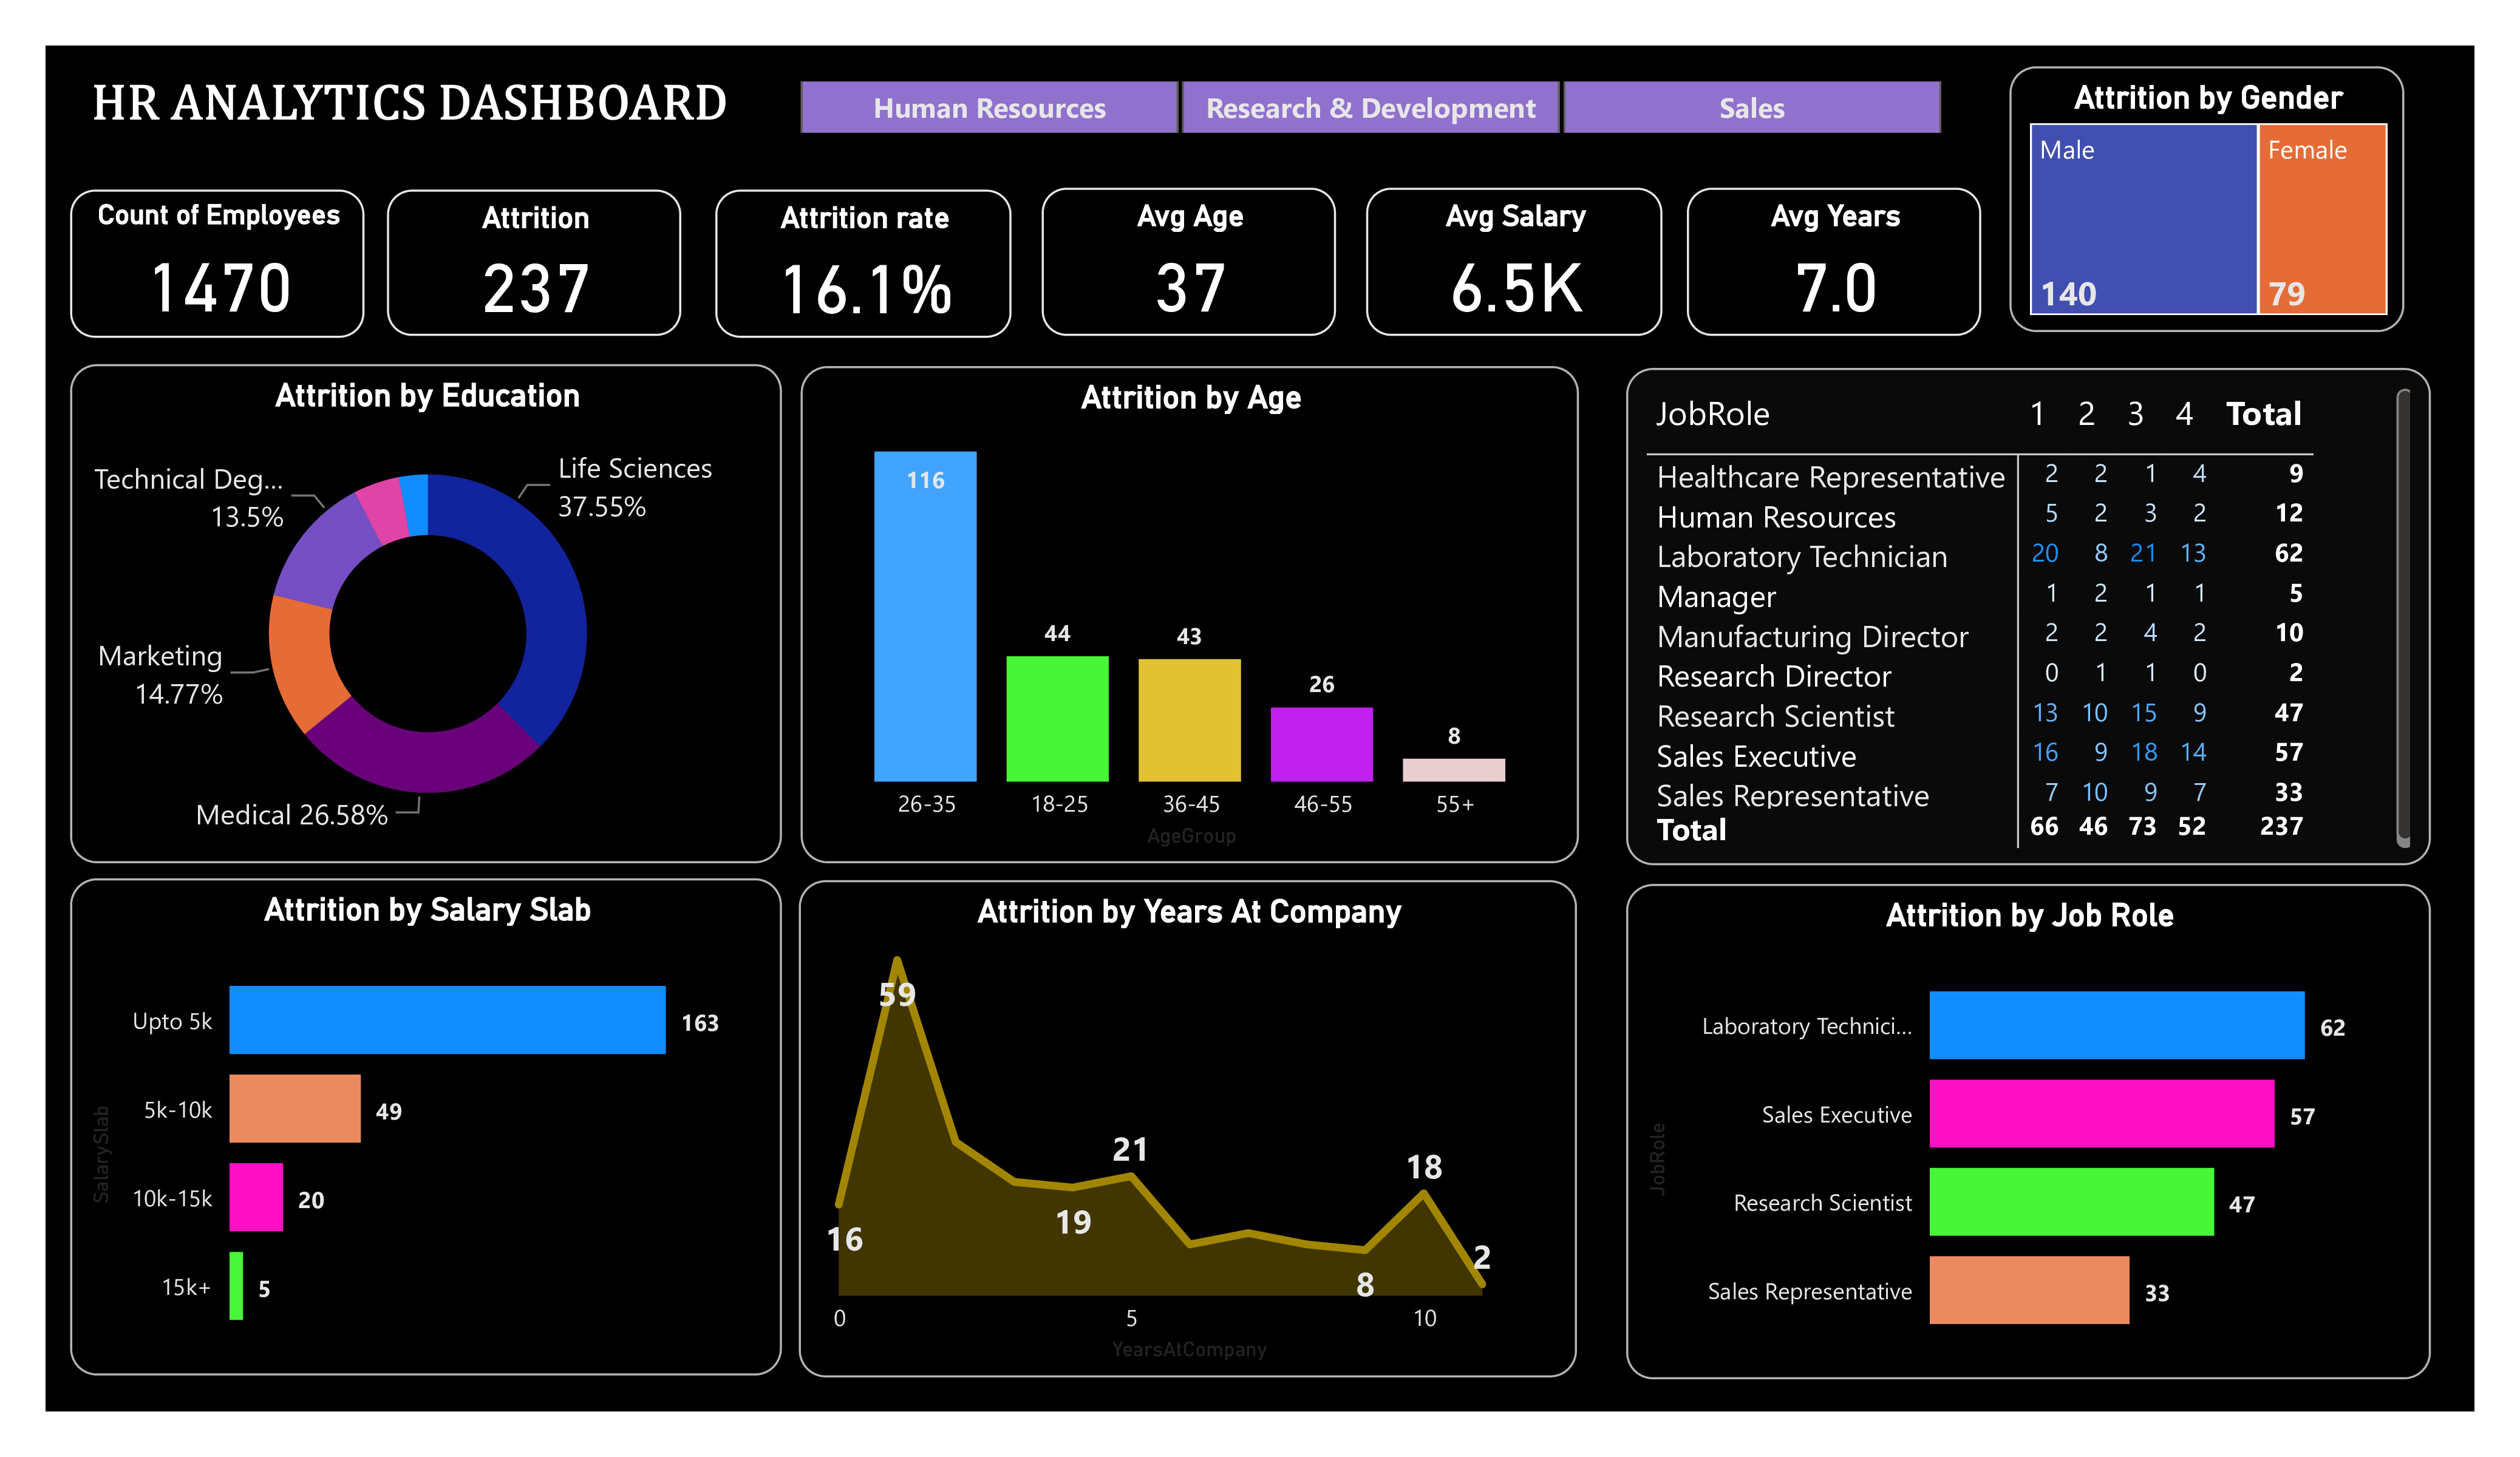 HR ANALYTICS DASHBOARD
Human Resources
Research & Development
Sales
Attrition by Gender
Male
Female
140
79
Count of Employees
1470
Attrition
237
Attrition rate
16.1%
Avg Age
37
Avg Salary
6.5K
Avg Years
7.0
Attrition by Education
Life Sciences
37.55%
Technical Deg...
13.5%
Marketing
14.77%
Medical 26.58%
Attrition by Age
116
44
43
26
8
26-35 18-25 36-45 46-55 55+
AgeGroup
JobRole 1 2 3 4 Total
Healthcare Representative 2 2 1 4 9
Human Resources 5 2 3 2 12
Laboratory Technician 20 8 21 13 62
Manager 1 2 1 1 5
Manufacturing Director 2 2 4 2 10
Research Director 0 1 1 0 2
Research Scientist 13 10 15 9 47
Sales Executive 16 9 18 14 57
Sales Representative 7 10 9 7 33
Total 66 46 73 52 237
Attrition by Salary Slab
SalarySlab
Upto 5k 163
5k-10k 49
10k-15k 20
15k+ 5
Attrition by Years At Company
59
16
19
21
8
18
2
0 5 10
YearsAtCompany
Attrition by Job Role
JobRole
Laboratory Technici... 62
Sales Executive 57
Research Scientist 47
Sales Representative 33